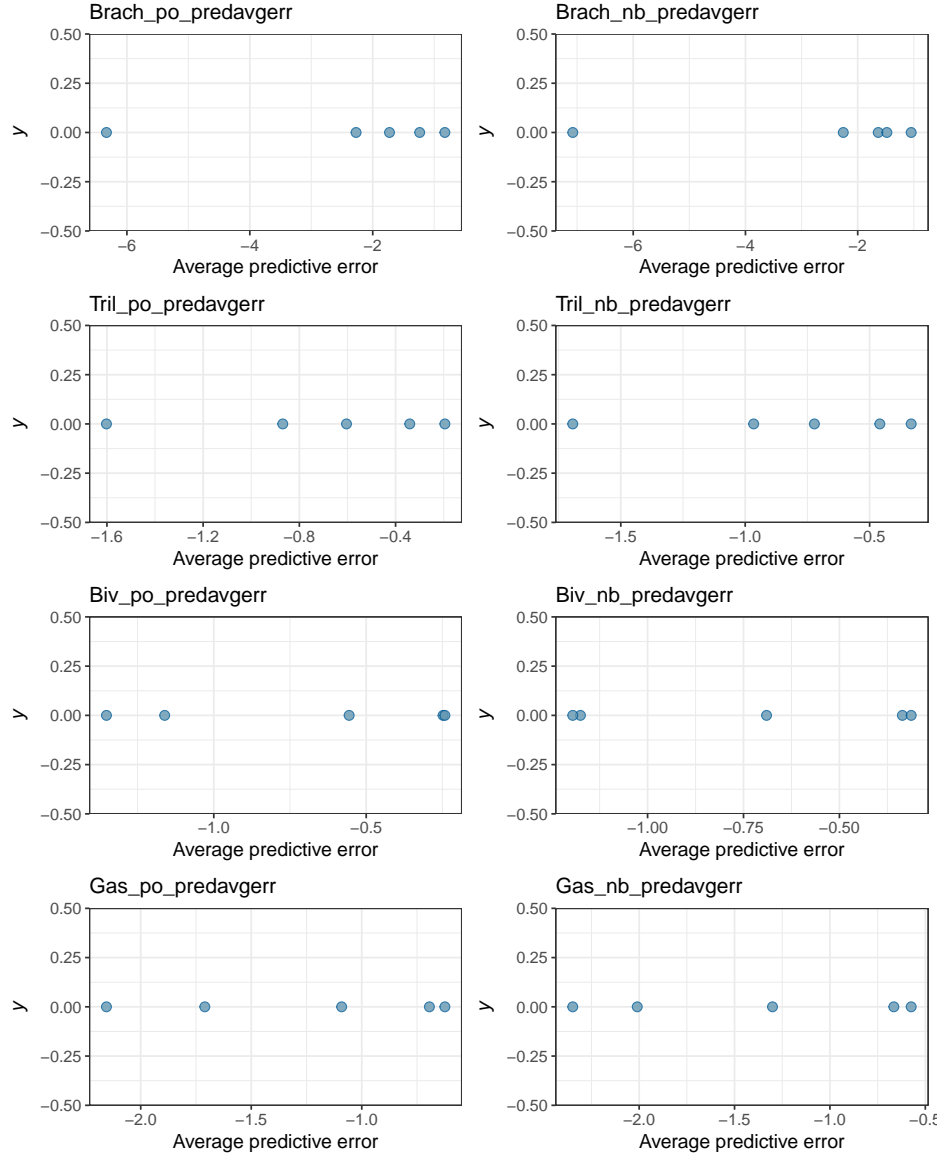 Brach_po_predavgerr
0.50
0.25
0.00
−0.25
−0.50
y
−6 −4 −2
Average predictive error
Brach_nb_predavgerr
0.50
0.25
0.00
−0.25
−0.50
y
−6 −4 −2
Average predictive error
Tril_po_predavgerr
0.50
0.25
0.00
−0.25
−0.50
y
−1.6 −1.2 −0.8 −0.4
Average predictive error
Tril_nb_predavgerr
0.50
0.25
0.00
−0.25
−0.50
y
−1.5 −1.0 −0.5
Average predictive error
Biv_po_predavgerr
0.50
0.25
0.00
−0.25
−0.50
y
−1.0 −0.5
Average predictive error
Biv_nb_predavgerr
0.50
0.25
0.00
−0.25
−0.50
y
−1.00 −0.75 −0.50
Average predictive error
Gas_po_predavgerr
0.50
0.25
0.00
−0.25
−0.50
y
−2.0 −1.5 −1.0
Average predictive error
Gas_nb_predavgerr
0.50
0.25
0.00
−0.25
−0.50
y
−2.0 −1.5 −1.0 −0.5
Average predictive error